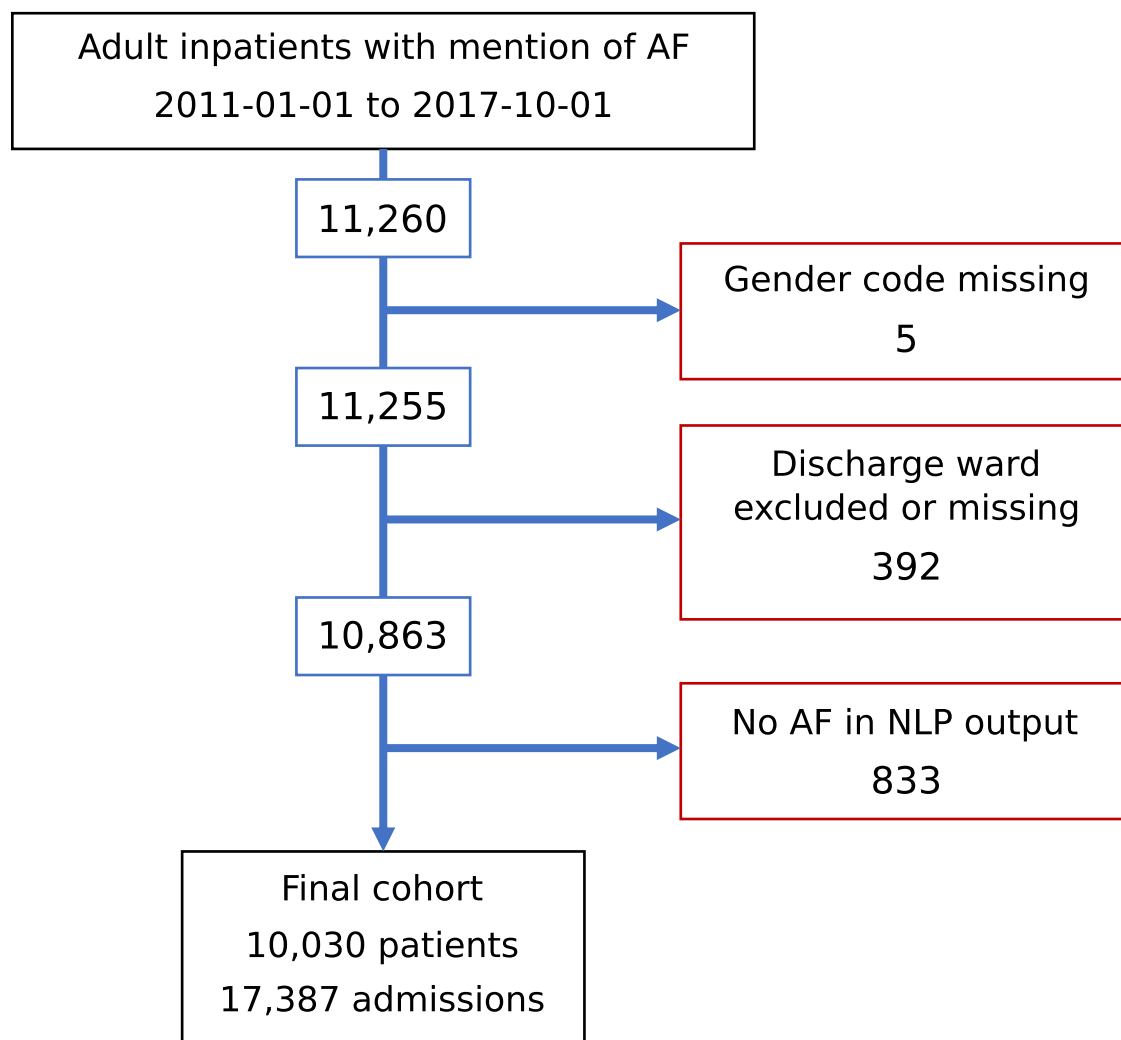 Adult inpatients with mention of AF
2011-01-01 to 2017-10-01
11,260
Gender code missing
5
11,255
Discharge ward
excluded or missing
392
10,863
No AF in NLP output
833
Final cohort
10,030 patients
17,387 admissions